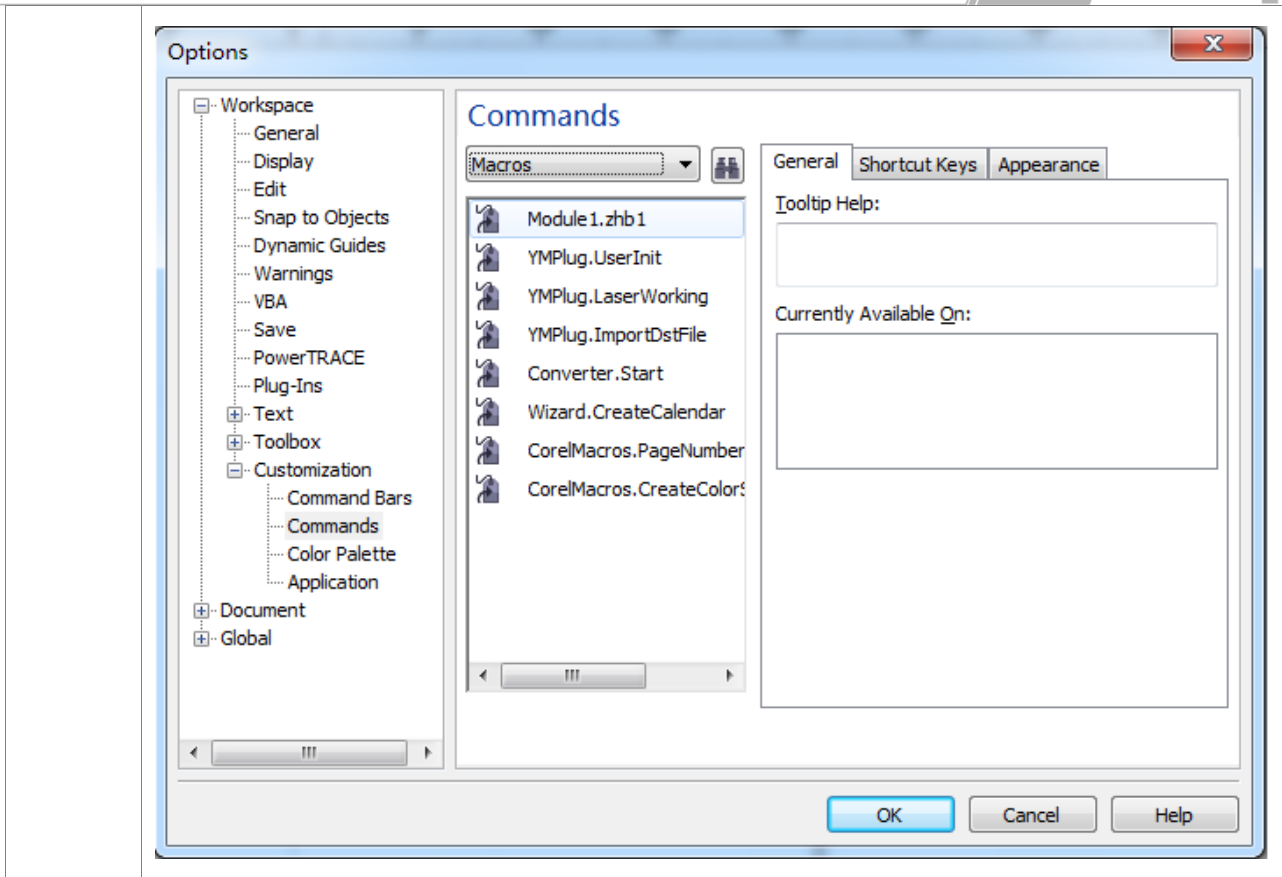 Options
Workspace
General
Display
Edit
Snap to Objects
Dynamic Guides
Warnings
VBA
Save
PowerTRACE
Plug-Ins
Text
Toolbox
Customization
Command Bars
Commands
Color Palette
Application
Document
Global
Commands
Macros
Module1.zhb1
YMPlug.UserInit
YMPlug.LaserWorking
YMPlug.ImportDstFile
Converter.Start
Wizard.CreateCalendar
CorelMacros.PageNumber
CorelMacros.CreateColorS
General Shortcut Keys Appearance
Tooltip Help:
Currently Available On:
OK Cancel Help